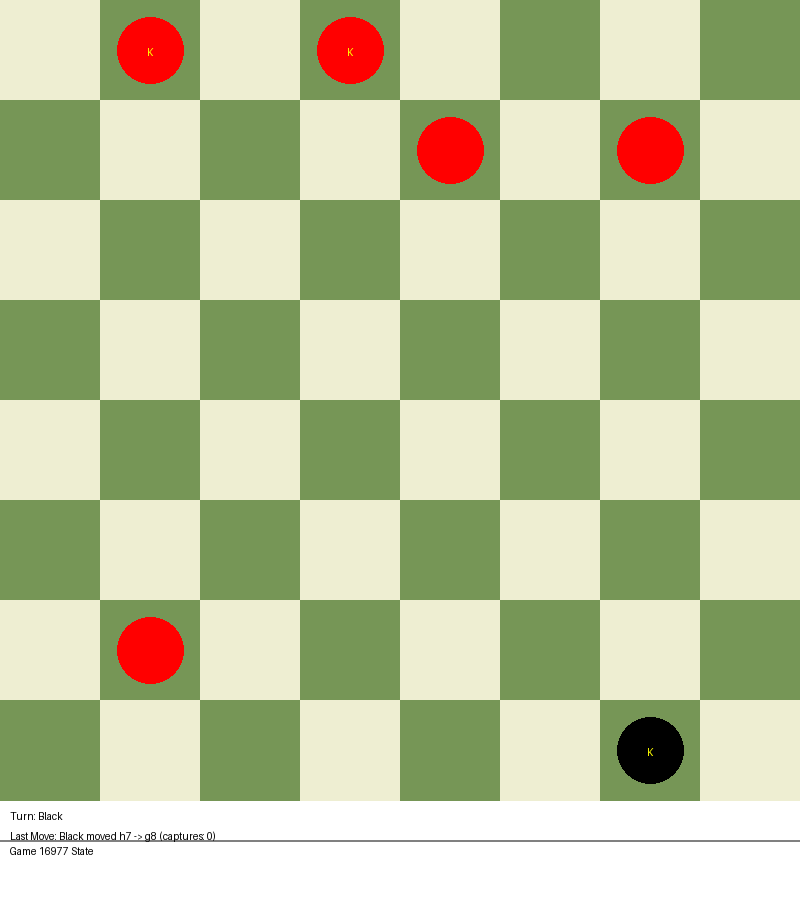 K K
K
Turn: Black
Last Move: Black moved h7 -> g8 (captures: 0)
Game 16977 State